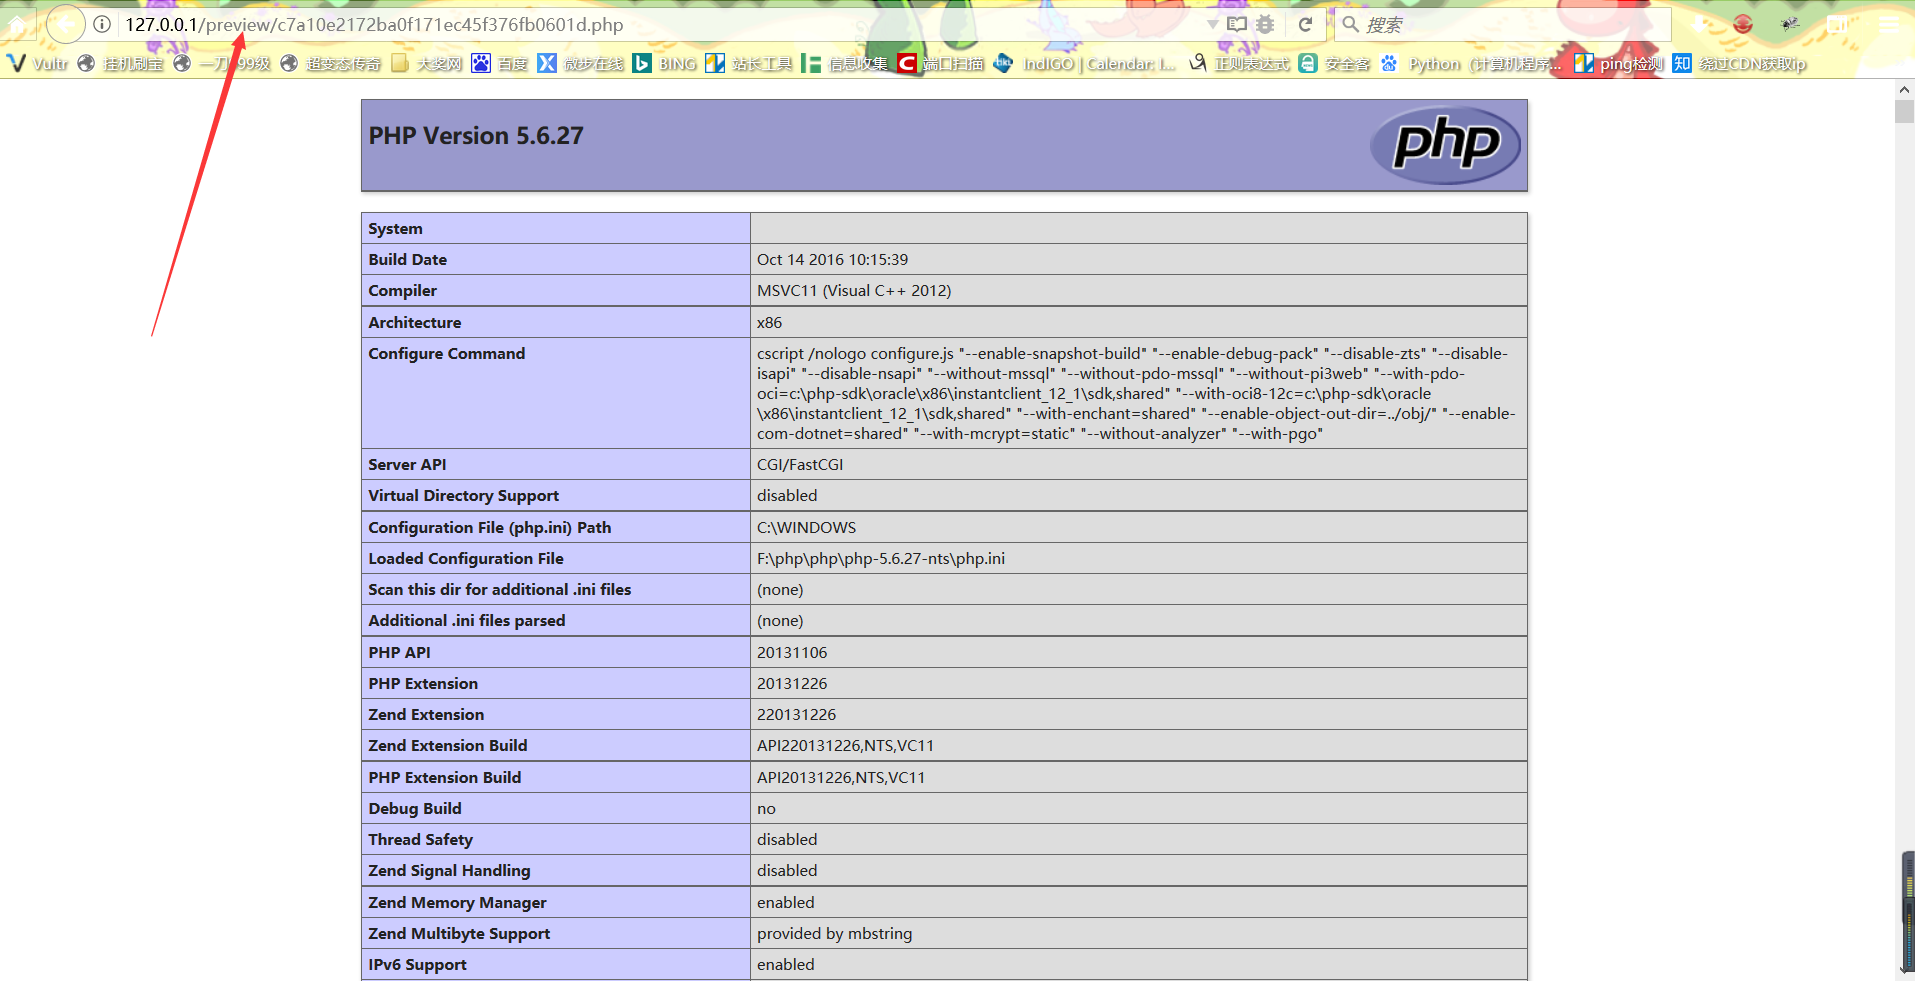 127.0.0.1/preview/c7a10e2172ba0f171ec45f376fb0601d.php
搜索
Vultr 挂机刷宝 一刀999级 超变态传奇 大奖网 百度 微步在线 BING 站长工具 信息收集 端口扫描 IndIGO | Calendar: I... 正则表达式 安全客 Python（计算机程序... ping检测 绕过CDN获取ip
PHP Version 5.6.27
php
System
Build Date Oct 14 2016 10:15:39
Compiler MSVC11 (Visual C++ 2012)
Architecture x86
Configure Command cscript /nologo configure.js "--enable-snapshot-build" "--enable-debug-pack" "--disable-zts" "--disable-
isapi" "--disable-nsapi" "--without-mssql" "--without-pdo-mssql" "--without-pi3web" "--with-pdo-
oci=c:\php-sdk\oracle\x86\instantclient_12_1\sdk,shared" "--with-oci8-12c=c:\php-sdk\oracle
\x86\instantclient_12_1\sdk,shared" "--with-enchant=shared" "--enable-object-out-dir=../obj/" "--enable-
com-dotnet=shared" "--with-mcrypt=static" "--without-analyzer" "--with-pgo"
Server API CGI/FastCGI
Virtual Directory Support disabled
Configuration File (php.ini) Path C:\WINDOWS
Loaded Configuration File F:\php\php\php-5.6.27-nts\php.ini
Scan this dir for additional .ini files (none)
Additional .ini files parsed (none)
PHP API 20131106
PHP Extension 20131226
Zend Extension 220131226
Zend Extension Build API220131226,NTS,VC11
PHP Extension Build API20131226,NTS,VC11
Debug Build no
Thread Safety disabled
Zend Signal Handling disabled
Zend Memory Manager enabled
Zend Multibyte Support provided by mbstring
IPv6 Support enabled